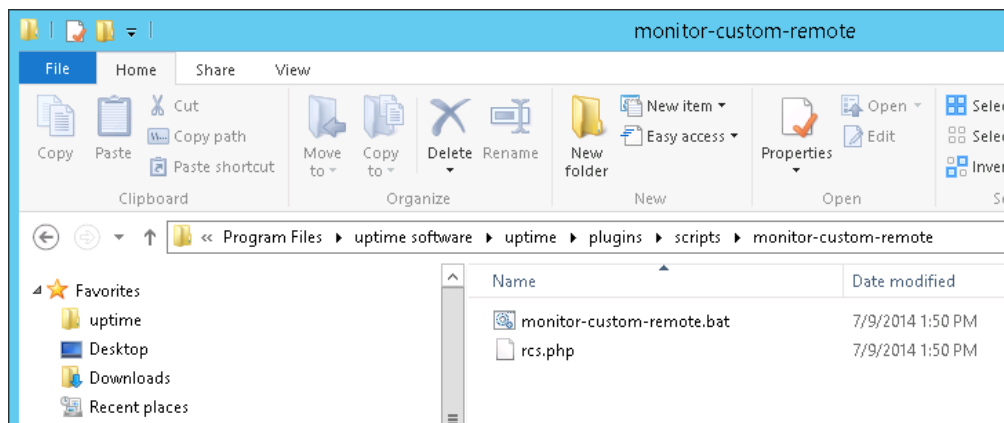 monitor-custom-remote
File Home Share View
Copy
Paste
Cut
Copy path
Paste shortcut
Clipboard
Move to
Copy to
Delete
Rename
Organize
New folder
New item
Easy access
New
Properties
Open
Edit
Open
« Program Files uptime software uptime plugins scripts monitor-custom-remote
Favorites
uptime
Desktop
Downloads
Recent places
Name Date modified
monitor-custom-remote.bat 7/9/2014 1:50 PM
rcs.php 7/9/2014 1:50 PM